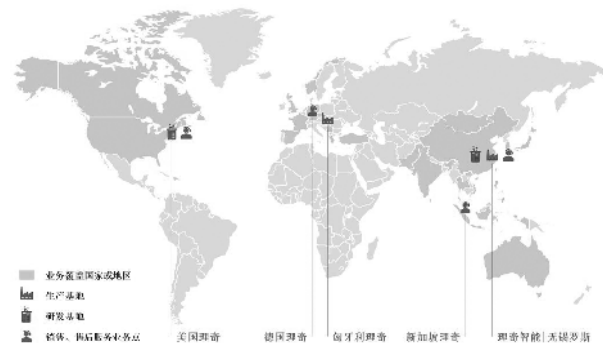 业务覆盖国家或地区
生产基地
研发基地
销售、售后服务业务点
美国理奇
德国理奇
匈牙利理奇
新加坡理奇
理奇智能|无锡罗斯